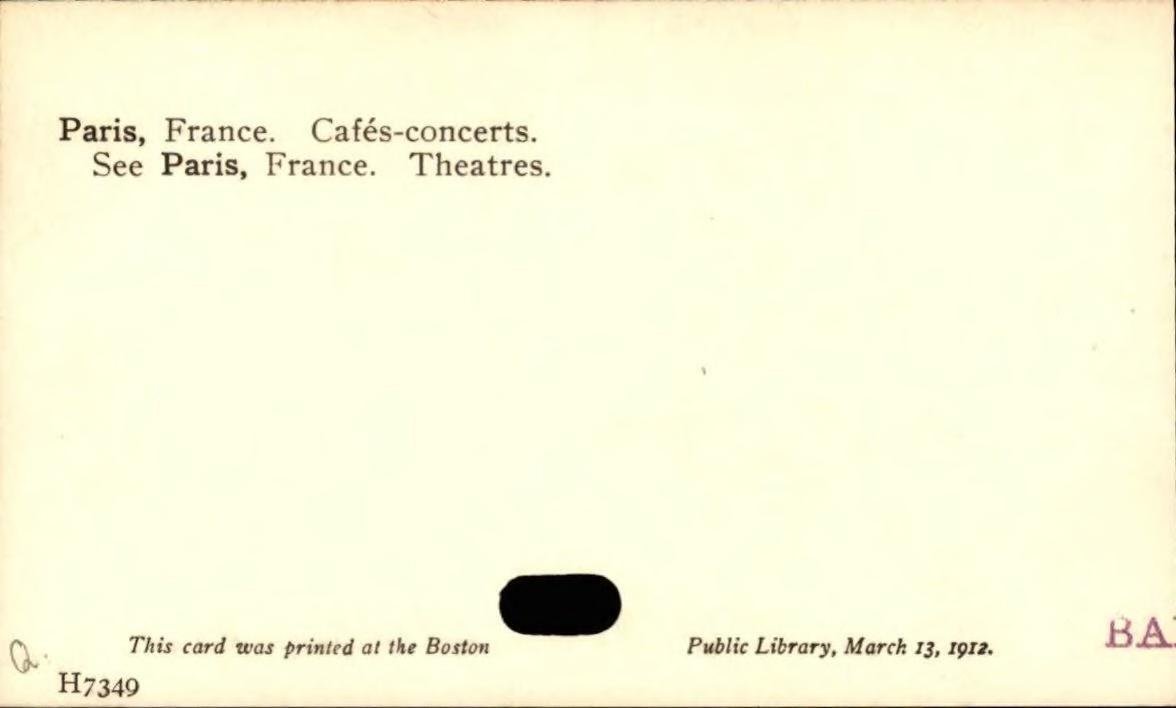 Paris, France. Cafés-concerts.
See Paris, France. Theatres.
This card was printed at the Boston Public Library, March 13, 1912.
BA
Q.
H7349